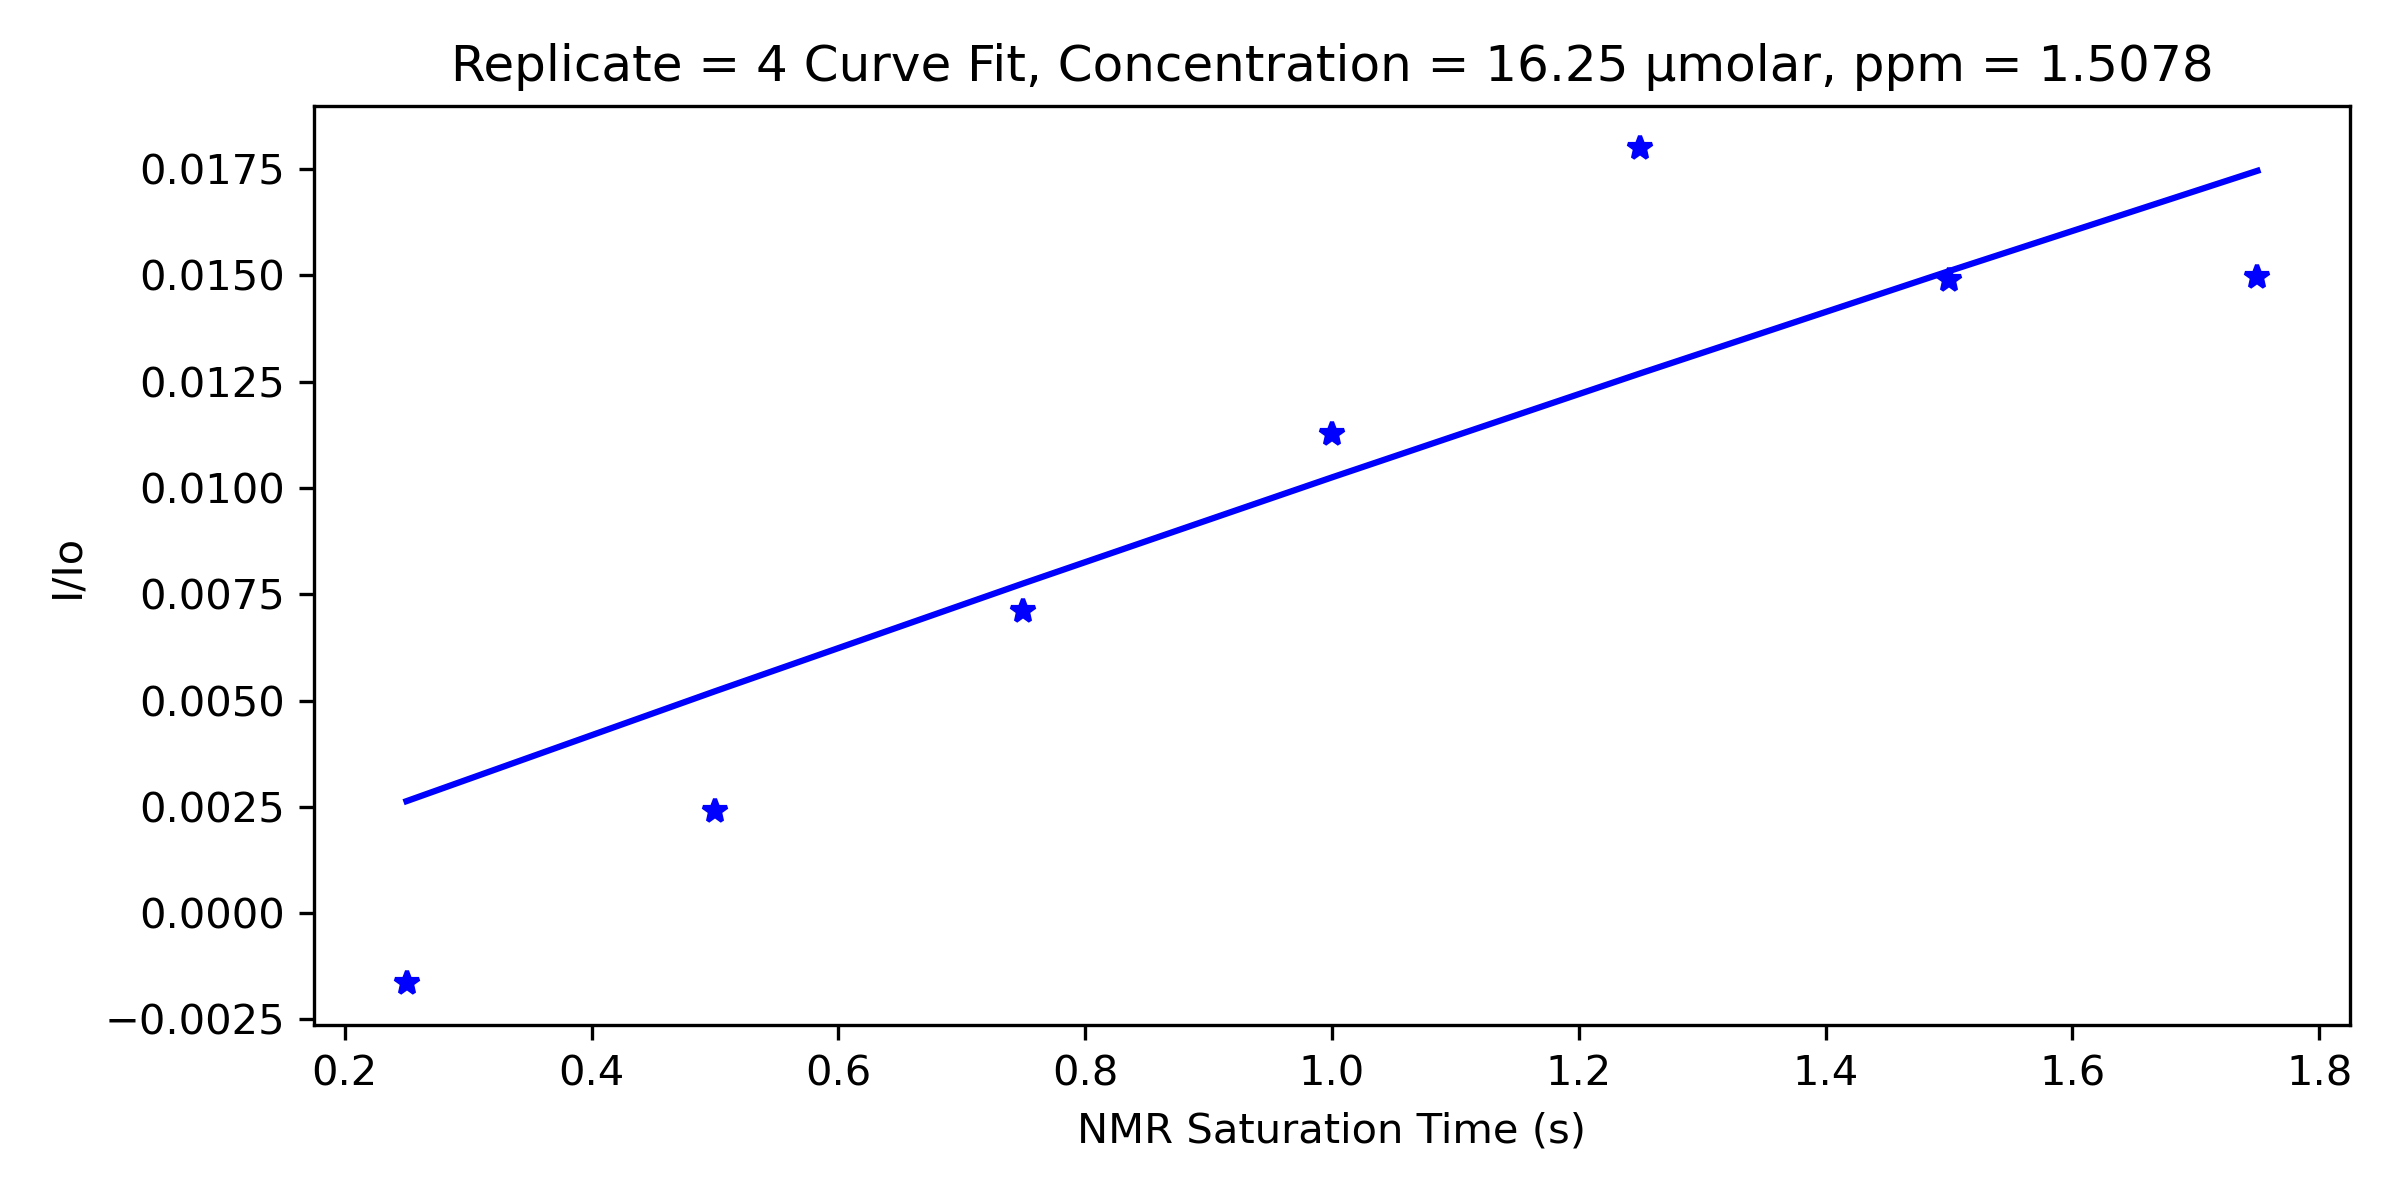 Replicate = 4 Curve Fit, Concentration = 16.25 µmolar, ppm = 1.5078
0.0175
0.0150
0.0125
0.0100
0.0075
0.0050
0.0025
0.0000
−0.0025
I/Io
0.2 0.4 0.6 0.8 1.0 1.2 1.4 1.6 1.8
NMR Saturation Time (s)